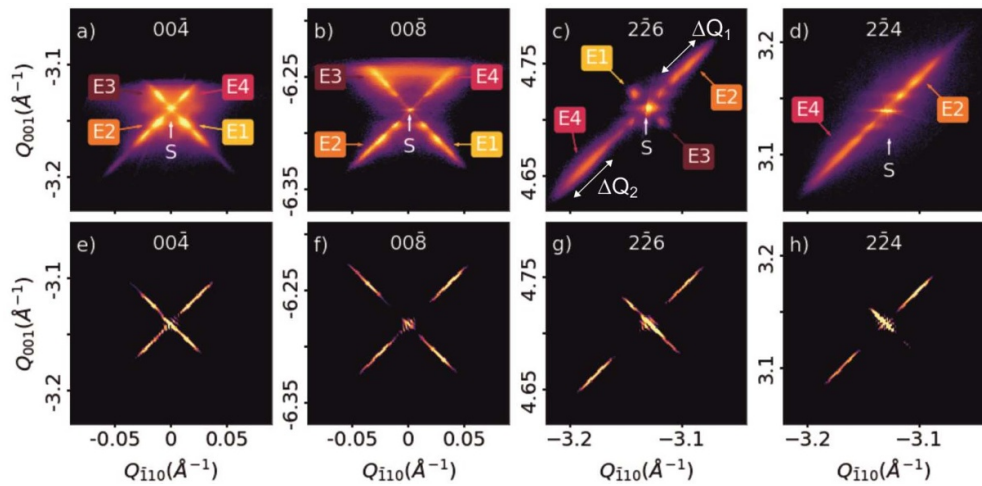 a) 004̄
b) 008̄
c) 22̄6
d) 22̄4
Q₀₀₁(Å⁻¹)
-3.1
-3.2
E3
E4
E2
E1
S
-6.25
-6.35
E3
E4
E2
E1
S
4.75
4.65
E1
ΔQ₁
E2
E4
S
E3
ΔQ₂
3.2
3.1
E4
E2
S
e) 004̄
f) 008̄
g) 22̄6
h) 22̄4
Q₀₀₁(Å⁻¹)
-3.1
-3.2
-6.25
-6.35
4.75
4.65
3.2
3.1
-0.05 0 0.05
-0.05 0 0.05
−3.2 −3.1
−3.2 −3.1
Q₁̄₁₀(Å⁻¹)
Q₁̄₁₀(Å⁻¹)
Q₁̄₁₀(Å⁻¹)
Q₁̄₁₀(Å⁻¹)